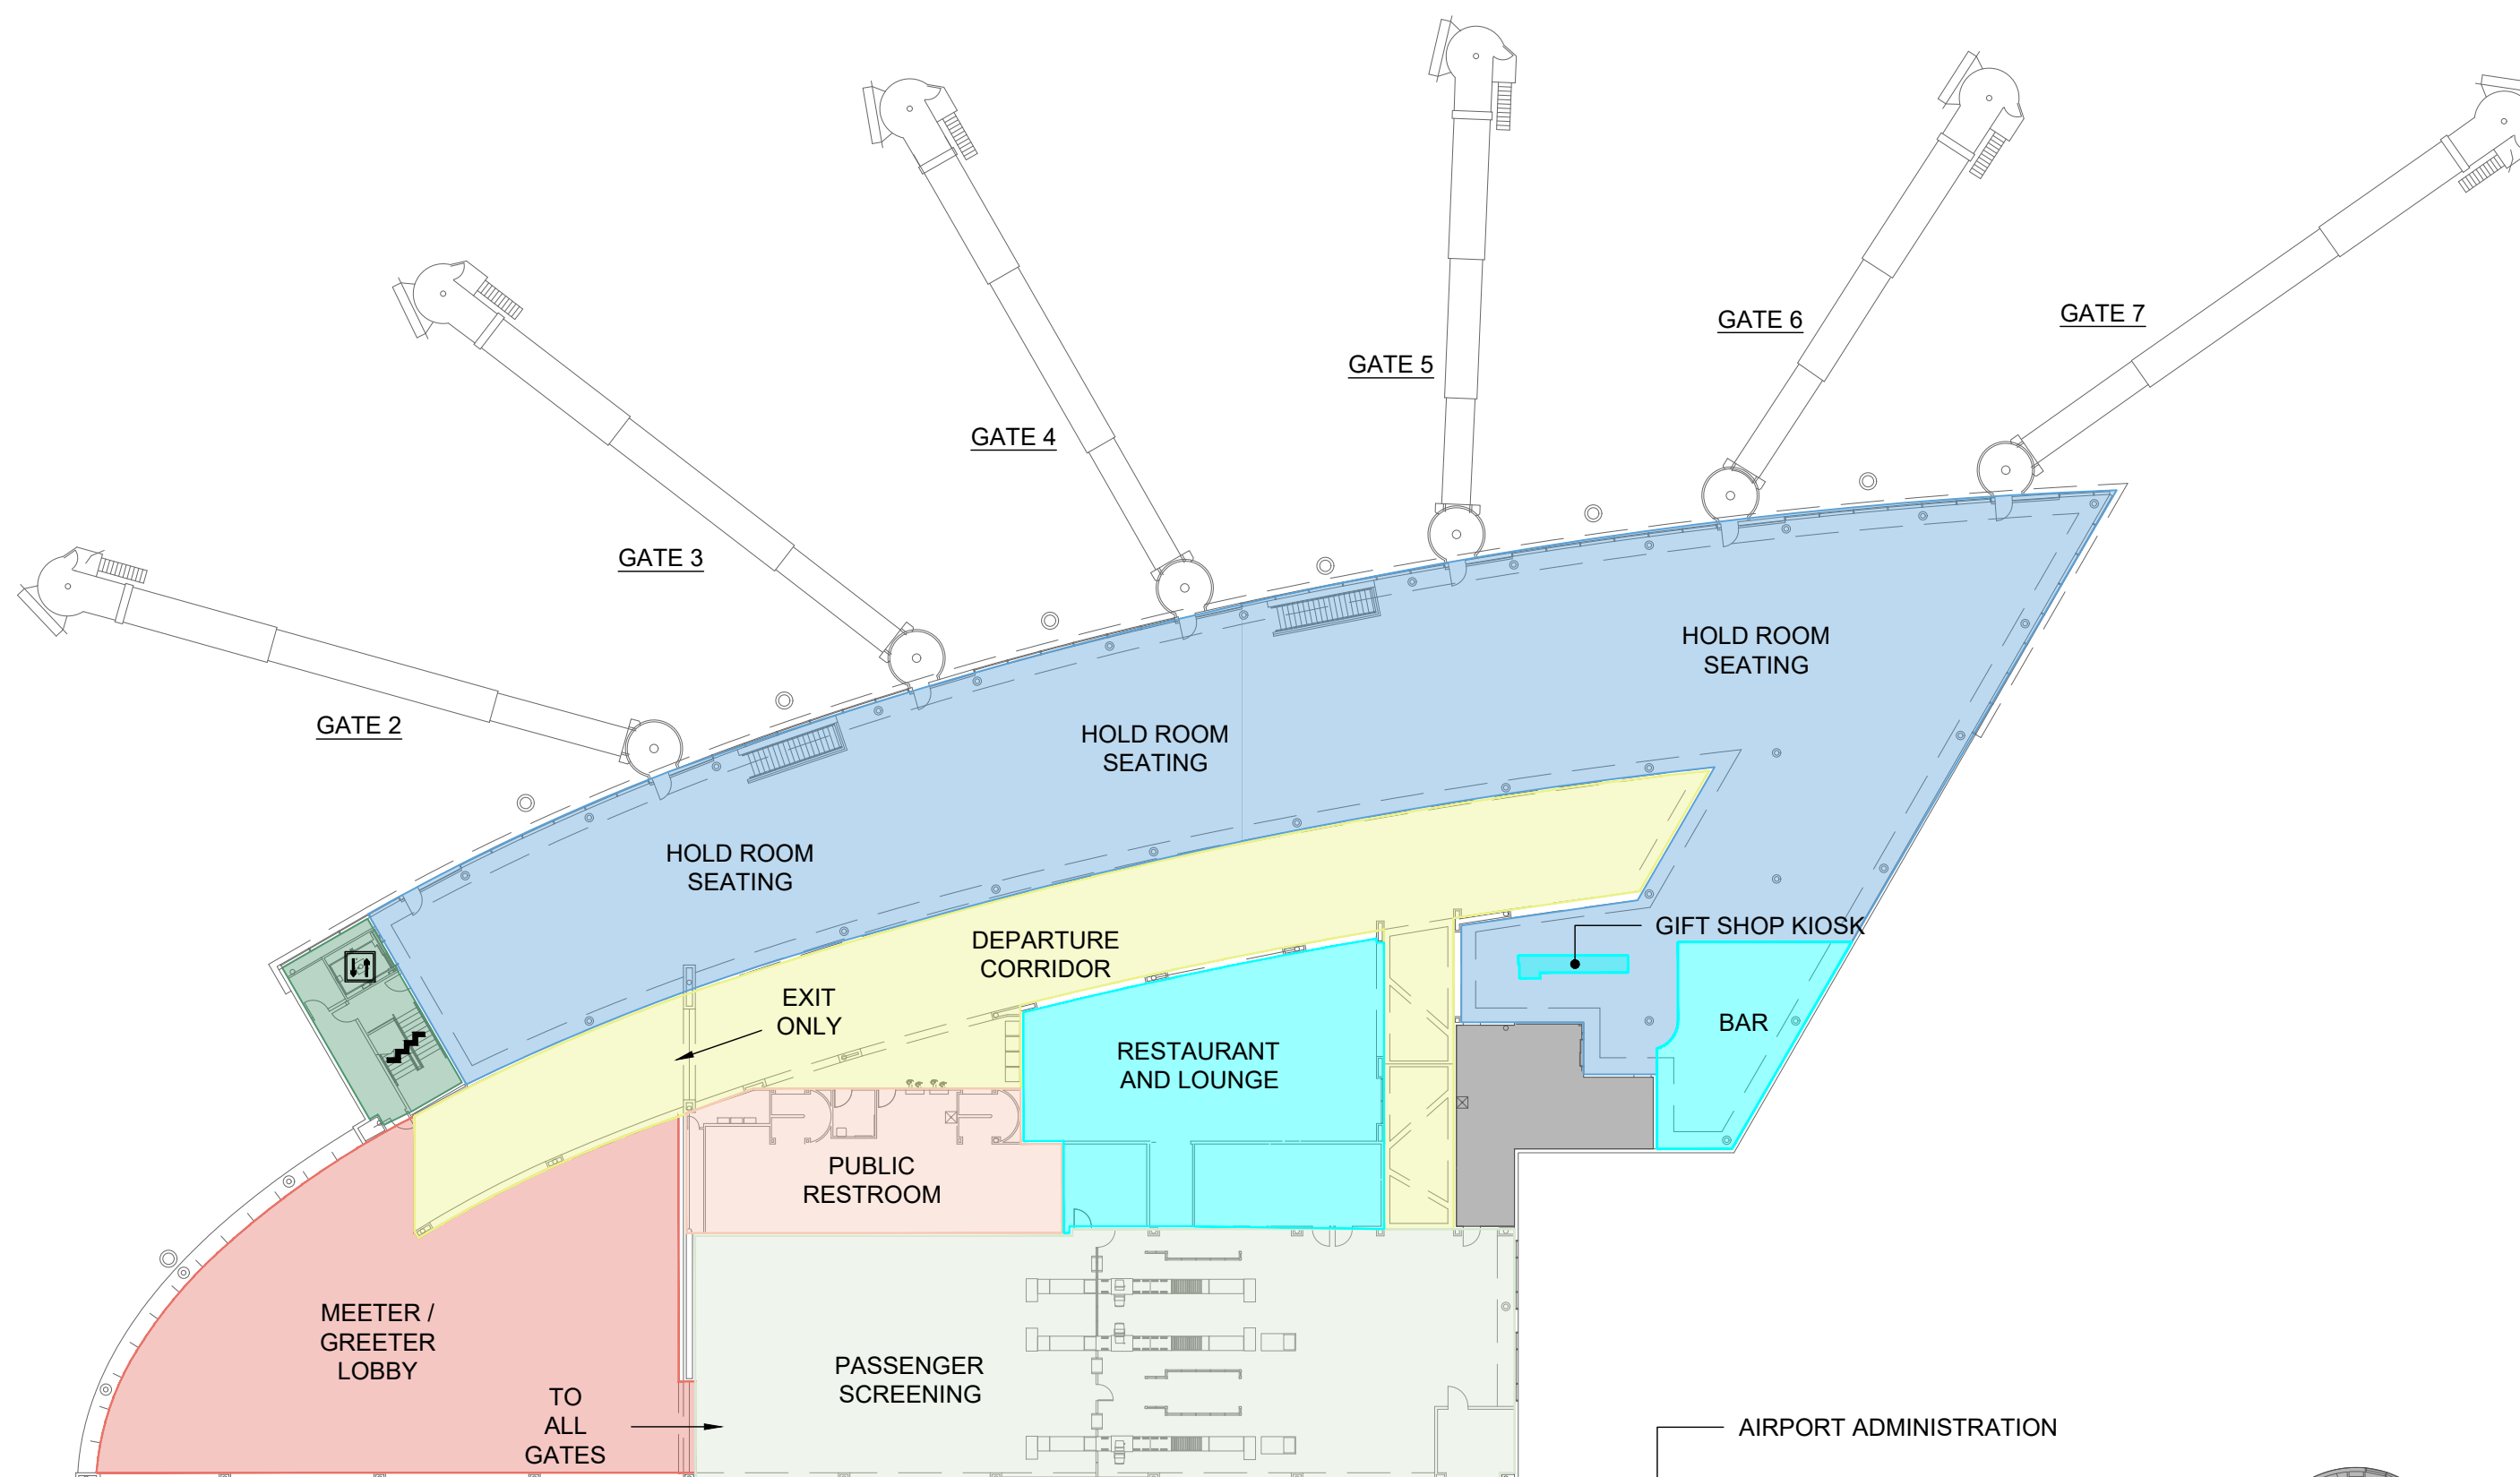 GATE 6
GATE 7
GATE 5
GATE 4
GATE 3
GATE 2
HOLD ROOM
SEATING
HOLD ROOM
SEATING
HOLD ROOM
SEATING
GIFT SHOP KIOSK
DEPARTURE
CORRIDOR
EXIT
ONLY
BAR
RESTAURANT
AND LOUNGE
PUBLIC
RESTROOM
MEETER /
GREETER
LOBBY
PASSENGER
SCREENING
TO
ALL
GATES
AIRPORT ADMINISTRATION